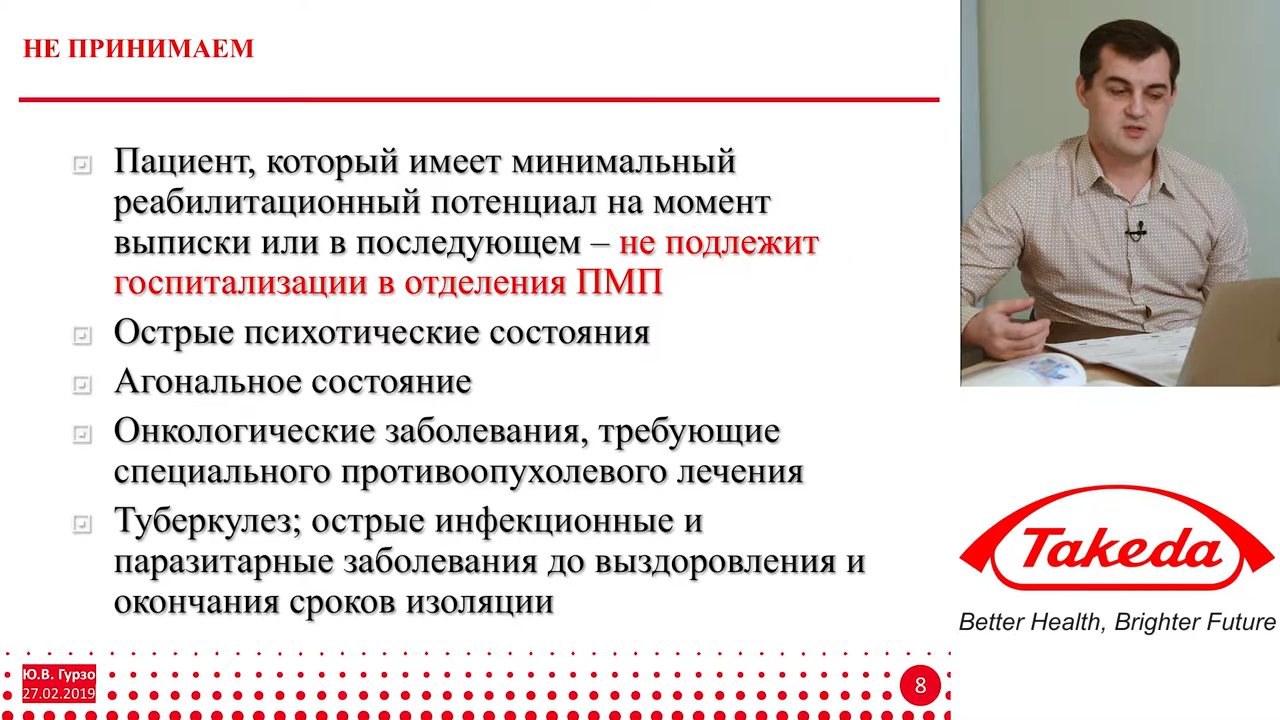 НЕ ПРИНИМАЕМ
Пациент, который имеет минимальный
реабилитационный потенциал на момент
выписки или в последующем – не подлежит
госпитализации в отделения ПМП
Острые психотические состояния
Агональное состояние
Онкологические заболевания, требующие
специального противоопухолевого лечения
Туберкулез; острые инфекционные и
паразитарные заболевания до выздоровления и
окончания сроков изоляции
Takeda
Better Health, Brighter Future
Ю.В. Гурзо
27.02.2019
8